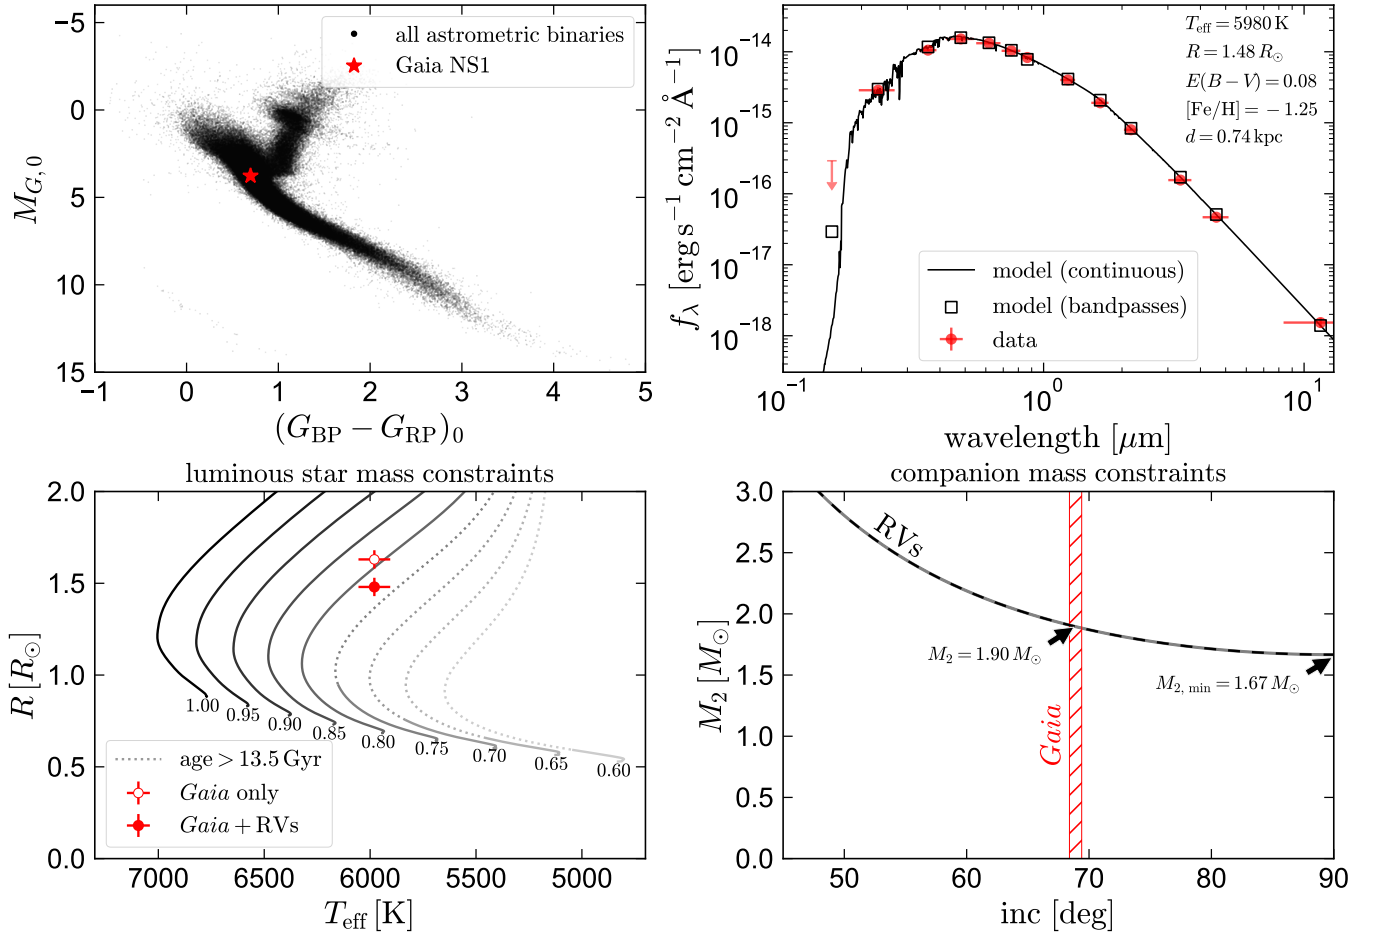 −5
0
5
10
15
−1
0
1
2
3
4
5
M_{G,0}
(G_BP − G_RP)_0
all astrometric binaries
Gaia NS1
10⁻¹⁴
10⁻¹⁵
10⁻¹⁶
10⁻¹⁷
10⁻¹⁸
10⁻¹
10⁰
10¹
f_λ [erg s⁻¹ cm⁻² Å⁻¹]
wavelength [μm]
T_eff = 5980 K
R = 1.48 R_⊙
E(B − V) = 0.08
[Fe/H] = −1.25
d = 0.74 kpc
model (continuous)
model (bandpasses)
data
luminous star mass constraints
2.0
1.5
1.0
0.5
0.0
7000
6500
6000
5500
5000
R [R_⊙]
T_eff [K]
1.00
0.95
0.90
0.85
0.80
0.75
0.70
0.65
0.60
age > 13.5 Gyr
Gaia only
Gaia + RVs
companion mass constraints
3.0
2.5
2.0
1.5
1.0
0.5
0.0
50
60
70
80
90
M_2 [M_⊙]
inc [deg]
RVs
M_2 = 1.90 M_⊙
M_{2, min} = 1.67 M_⊙
Gaia